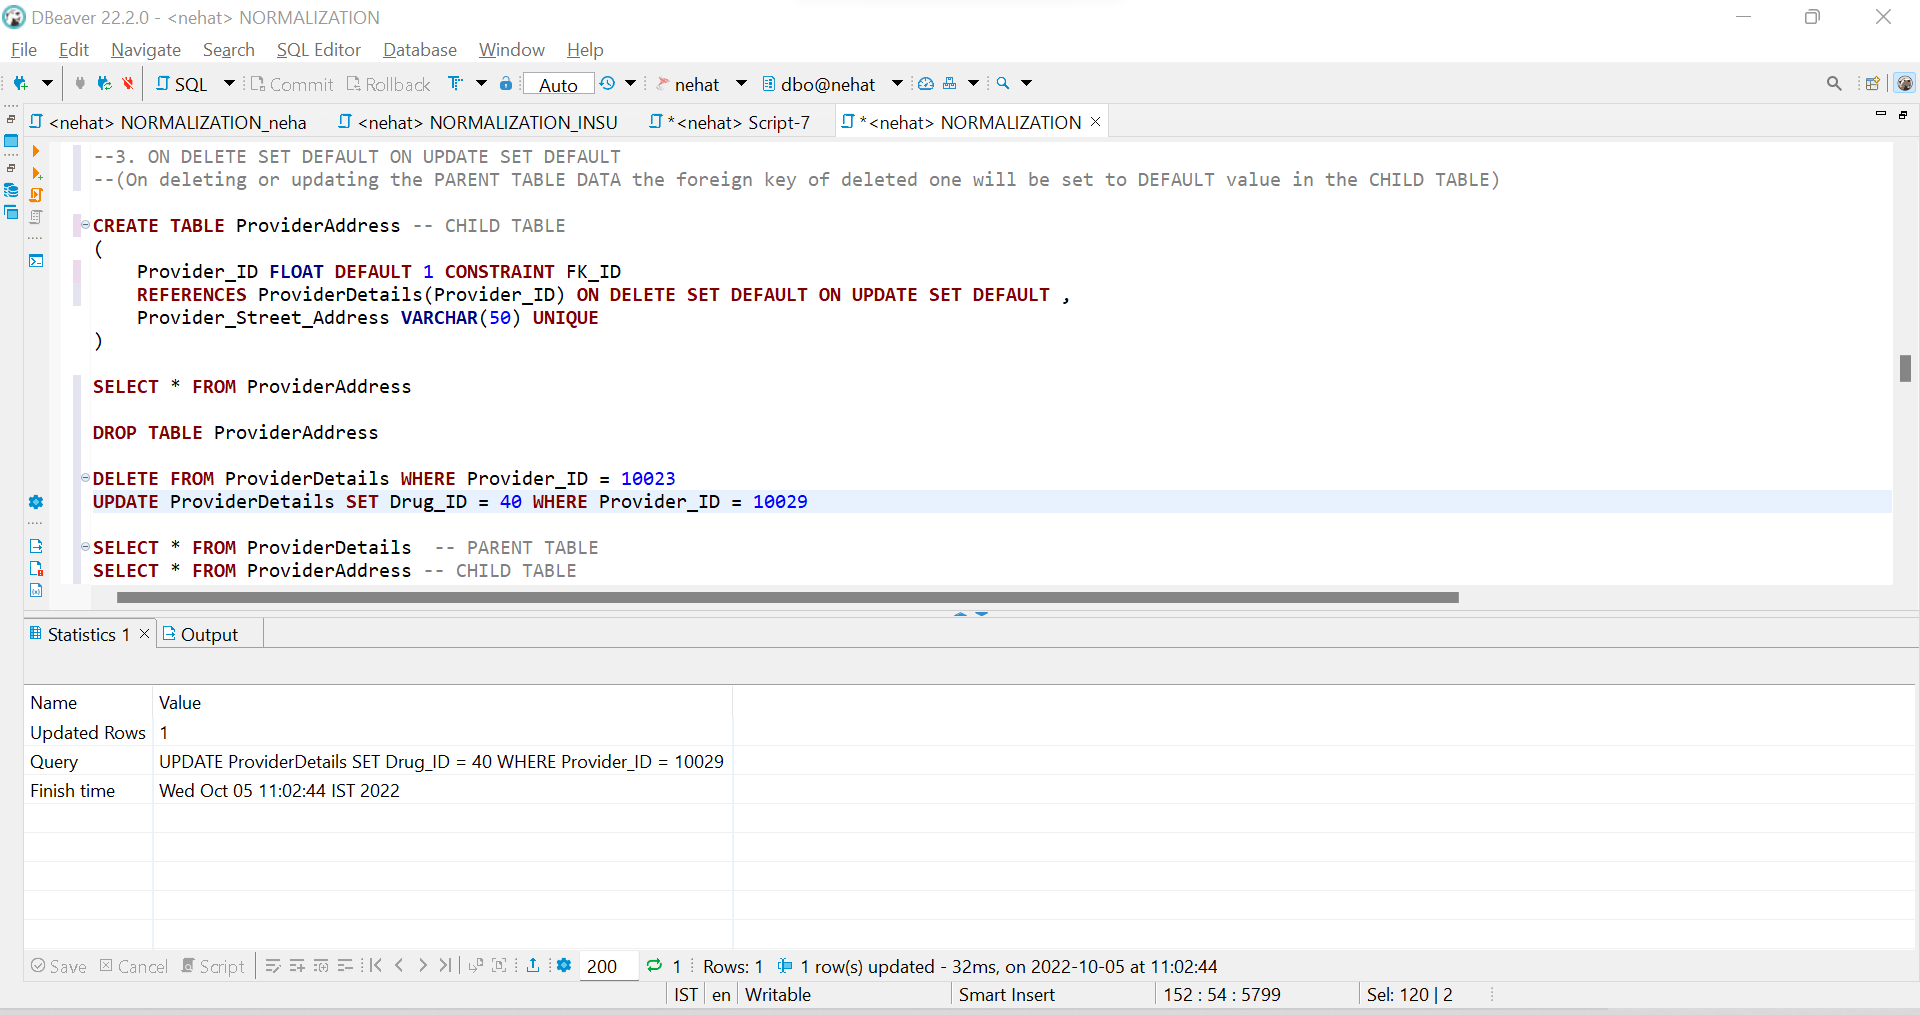 DBeaver 22.2.0 - <nehat> NORMALIZATION
File Edit Navigate Search SQL Editor Database Window Help
SQL Commit Rollback Auto nehat dbo@nehat
<nehat> NORMALIZATION_neha <nehat> NORMALIZATION_INSU *<nehat> Script-7 *<nehat> NORMALIZATION
--3. ON DELETE SET DEFAULT ON UPDATE SET DEFAULT
--(On deleting or updating the PARENT TABLE DATA the foreign key of deleted one will be set to DEFAULT value in the CHILD TABLE)
CREATE TABLE ProviderAddress -- CHILD TABLE
(
Provider_ID FLOAT DEFAULT 1 CONSTRAINT FK_ID
REFERENCES ProviderDetails(Provider_ID) ON DELETE SET DEFAULT ON UPDATE SET DEFAULT ,
Provider_Street_Address VARCHAR(50) UNIQUE
)
SELECT * FROM ProviderAddress
DROP TABLE ProviderAddress
DELETE FROM ProviderDetails WHERE Provider_ID = 10023
UPDATE ProviderDetails SET Drug_ID = 40 WHERE Provider_ID = 10029
SELECT * FROM ProviderDetails -- PARENT TABLE
SELECT * FROM ProviderAddress -- CHILD TABLE
Statistics 1 Output
Name Value
Updated Rows 1
Query UPDATE ProviderDetails SET Drug_ID = 40 WHERE Provider_ID = 10029
Finish time Wed Oct 05 11:02:44 IST 2022
Save Cancel Script 200 1 Rows: 1 1 row(s) updated - 32ms, on 2022-10-05 at 11:02:44
IST en Writable Smart Insert 152 : 54 : 5799 Sel: 120 | 2